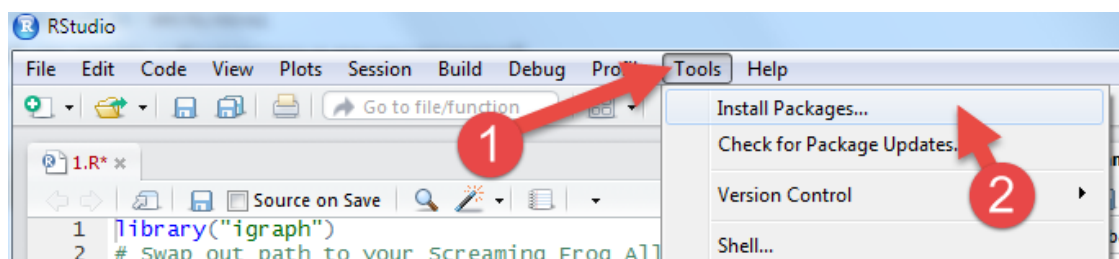 RStudio
File Edit Code View Plots Session Build Debug Tools Help
Go to file/function
Install Packages...
1
Check for Package Updates.
1.R*
2
Version Control
Source on Save
1 library("igraph")
Shell...
2 # Swap out path to your Screaming Frog All